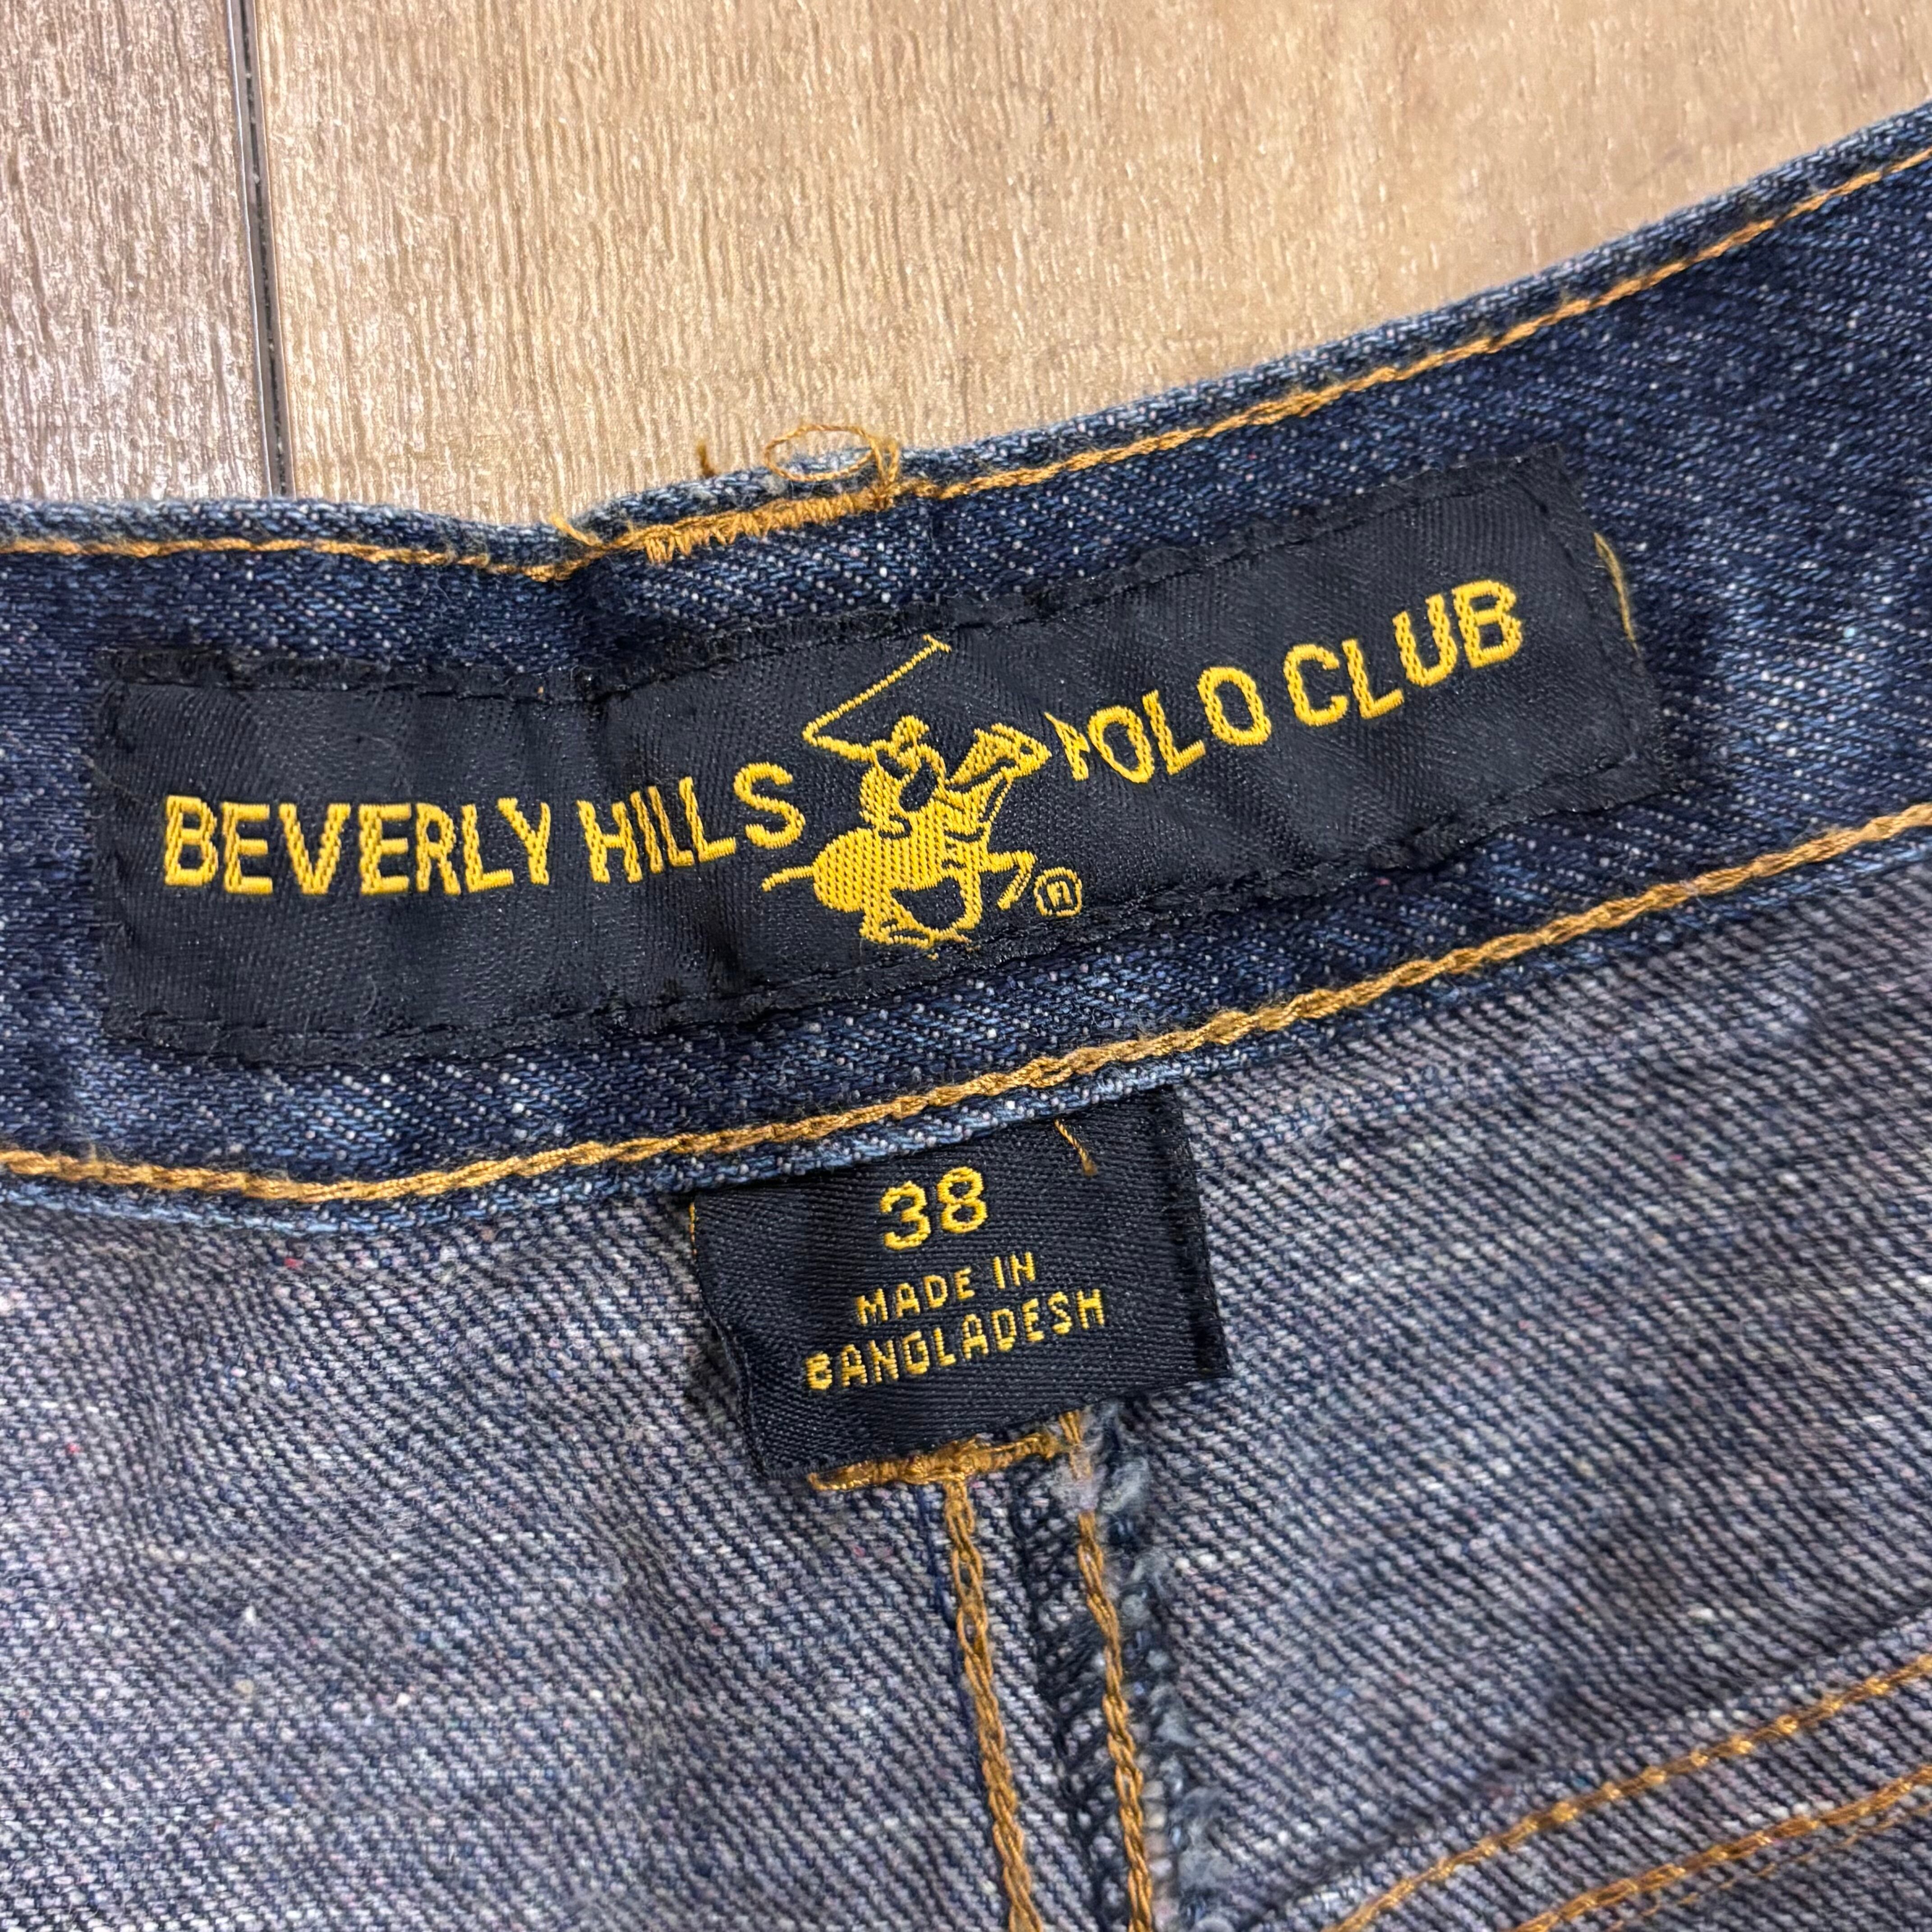 BEVERLY HILLS POLO CLUB
®
38
MADE IN
BANGLADESH